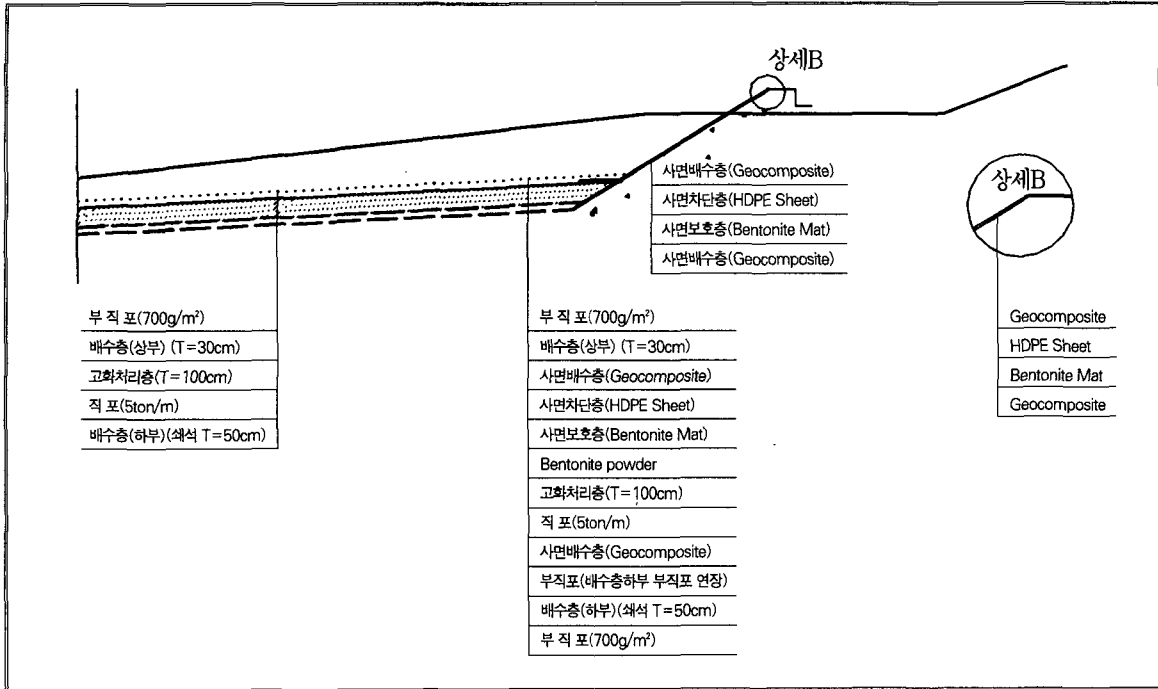 상세B
사면배수층(Geocomposite)
사면차단층(HDPE Sheet)
사면보호층(Bentonite Mat)
사면배수층(Geocomposite)
상세B
부 직 포(700g/m²)
배수층(상부) (T=30cm)
고화처리층(T=100cm)
직 포(5ton/m)
배수층(하부)(쇄석 T=50cm)
부 직 포(700g/m²)
배수층(상부) (T=30cm)
사면배수층(Geocomposite)
사면차단층(HDPE Sheet)
사면보호층(Bentonite Mat)
Bentonite powder
고화처리층(T=100cm)
직 포(5ton/m)
사면배수층(Geocomposite)
부직포(배수층하부 부직포 연장)
배수층(하부)(쇄석 T=50cm)
부 직 포(700g/m²)
Geocomposite
HDPE Sheet
Bentonite Mat
Geocomposite